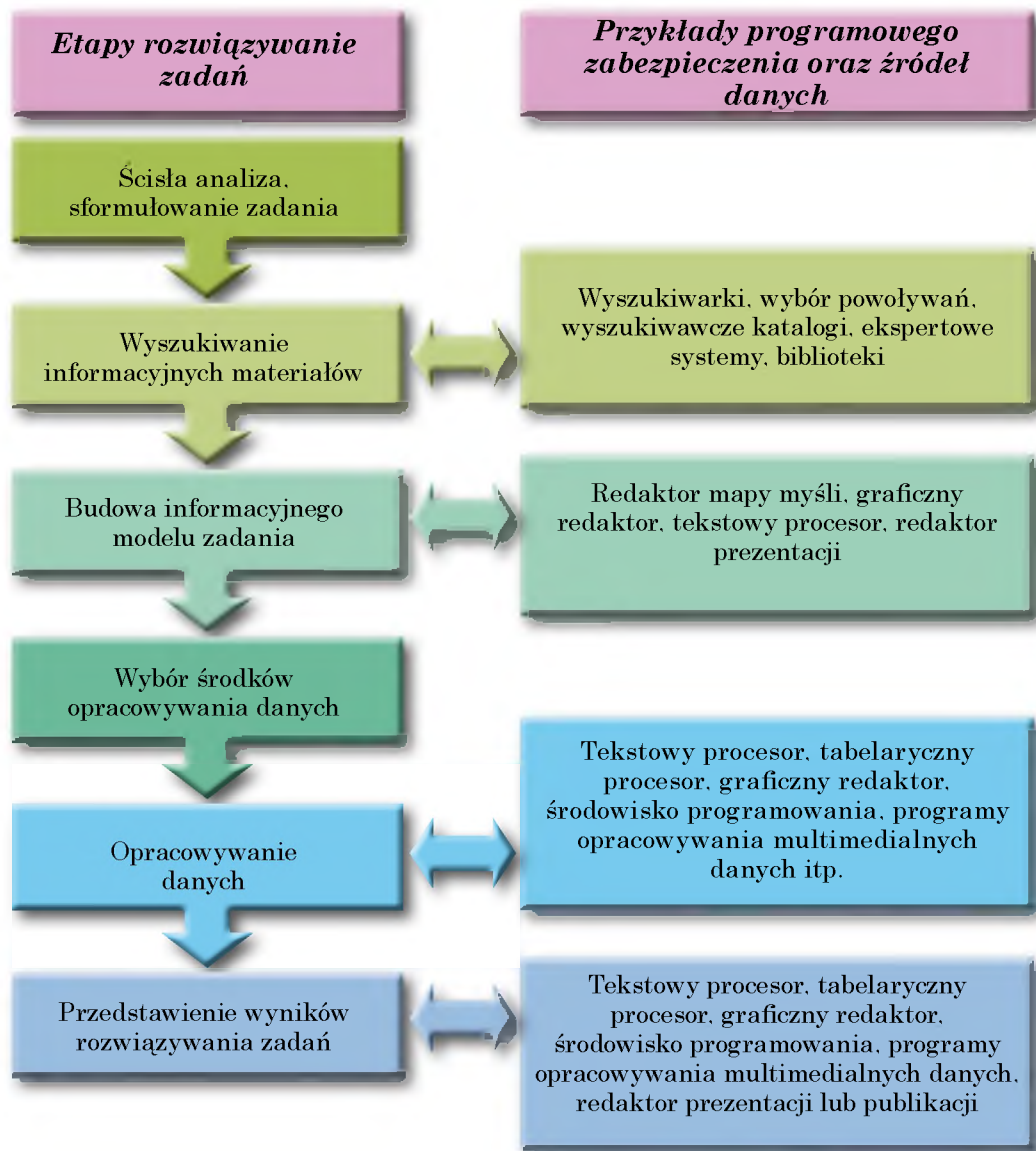 Etapy rozwiązywanie
zadań
Przykłady programowego
zabezpieczenia oraz źródeł
danych
Ścisła analiza,
sformułowanie zadania
Wyszukiwanie
informacyjnych materiałów
Wyszukiwarki, wybór powoływań,
wyszukiwawcze katalogi, ekspertowe
systemy, biblioteki
Budowa informacyjnego
modelu zadania
Redaktor mapy myśli, graficzny
redaktor, tekstowy procesor, redaktor
prezentacji
Wybór środków
opracowywania danych
Opracowywanie
danych
Tekstowy procesor, tabelaryczny
procesor, graficzny redaktor,
środowisko programowania, programy
opracowywania multimedialnych
danych itp.
Przedstawienie wyników
rozwiązywania zadań
Tekstowy procesor, tabelaryczny
procesor, graficzny redaktor,
środowisko programowania, programy
opracowywania multimedialnych danych,
redaktor prezentacji lub publikacji